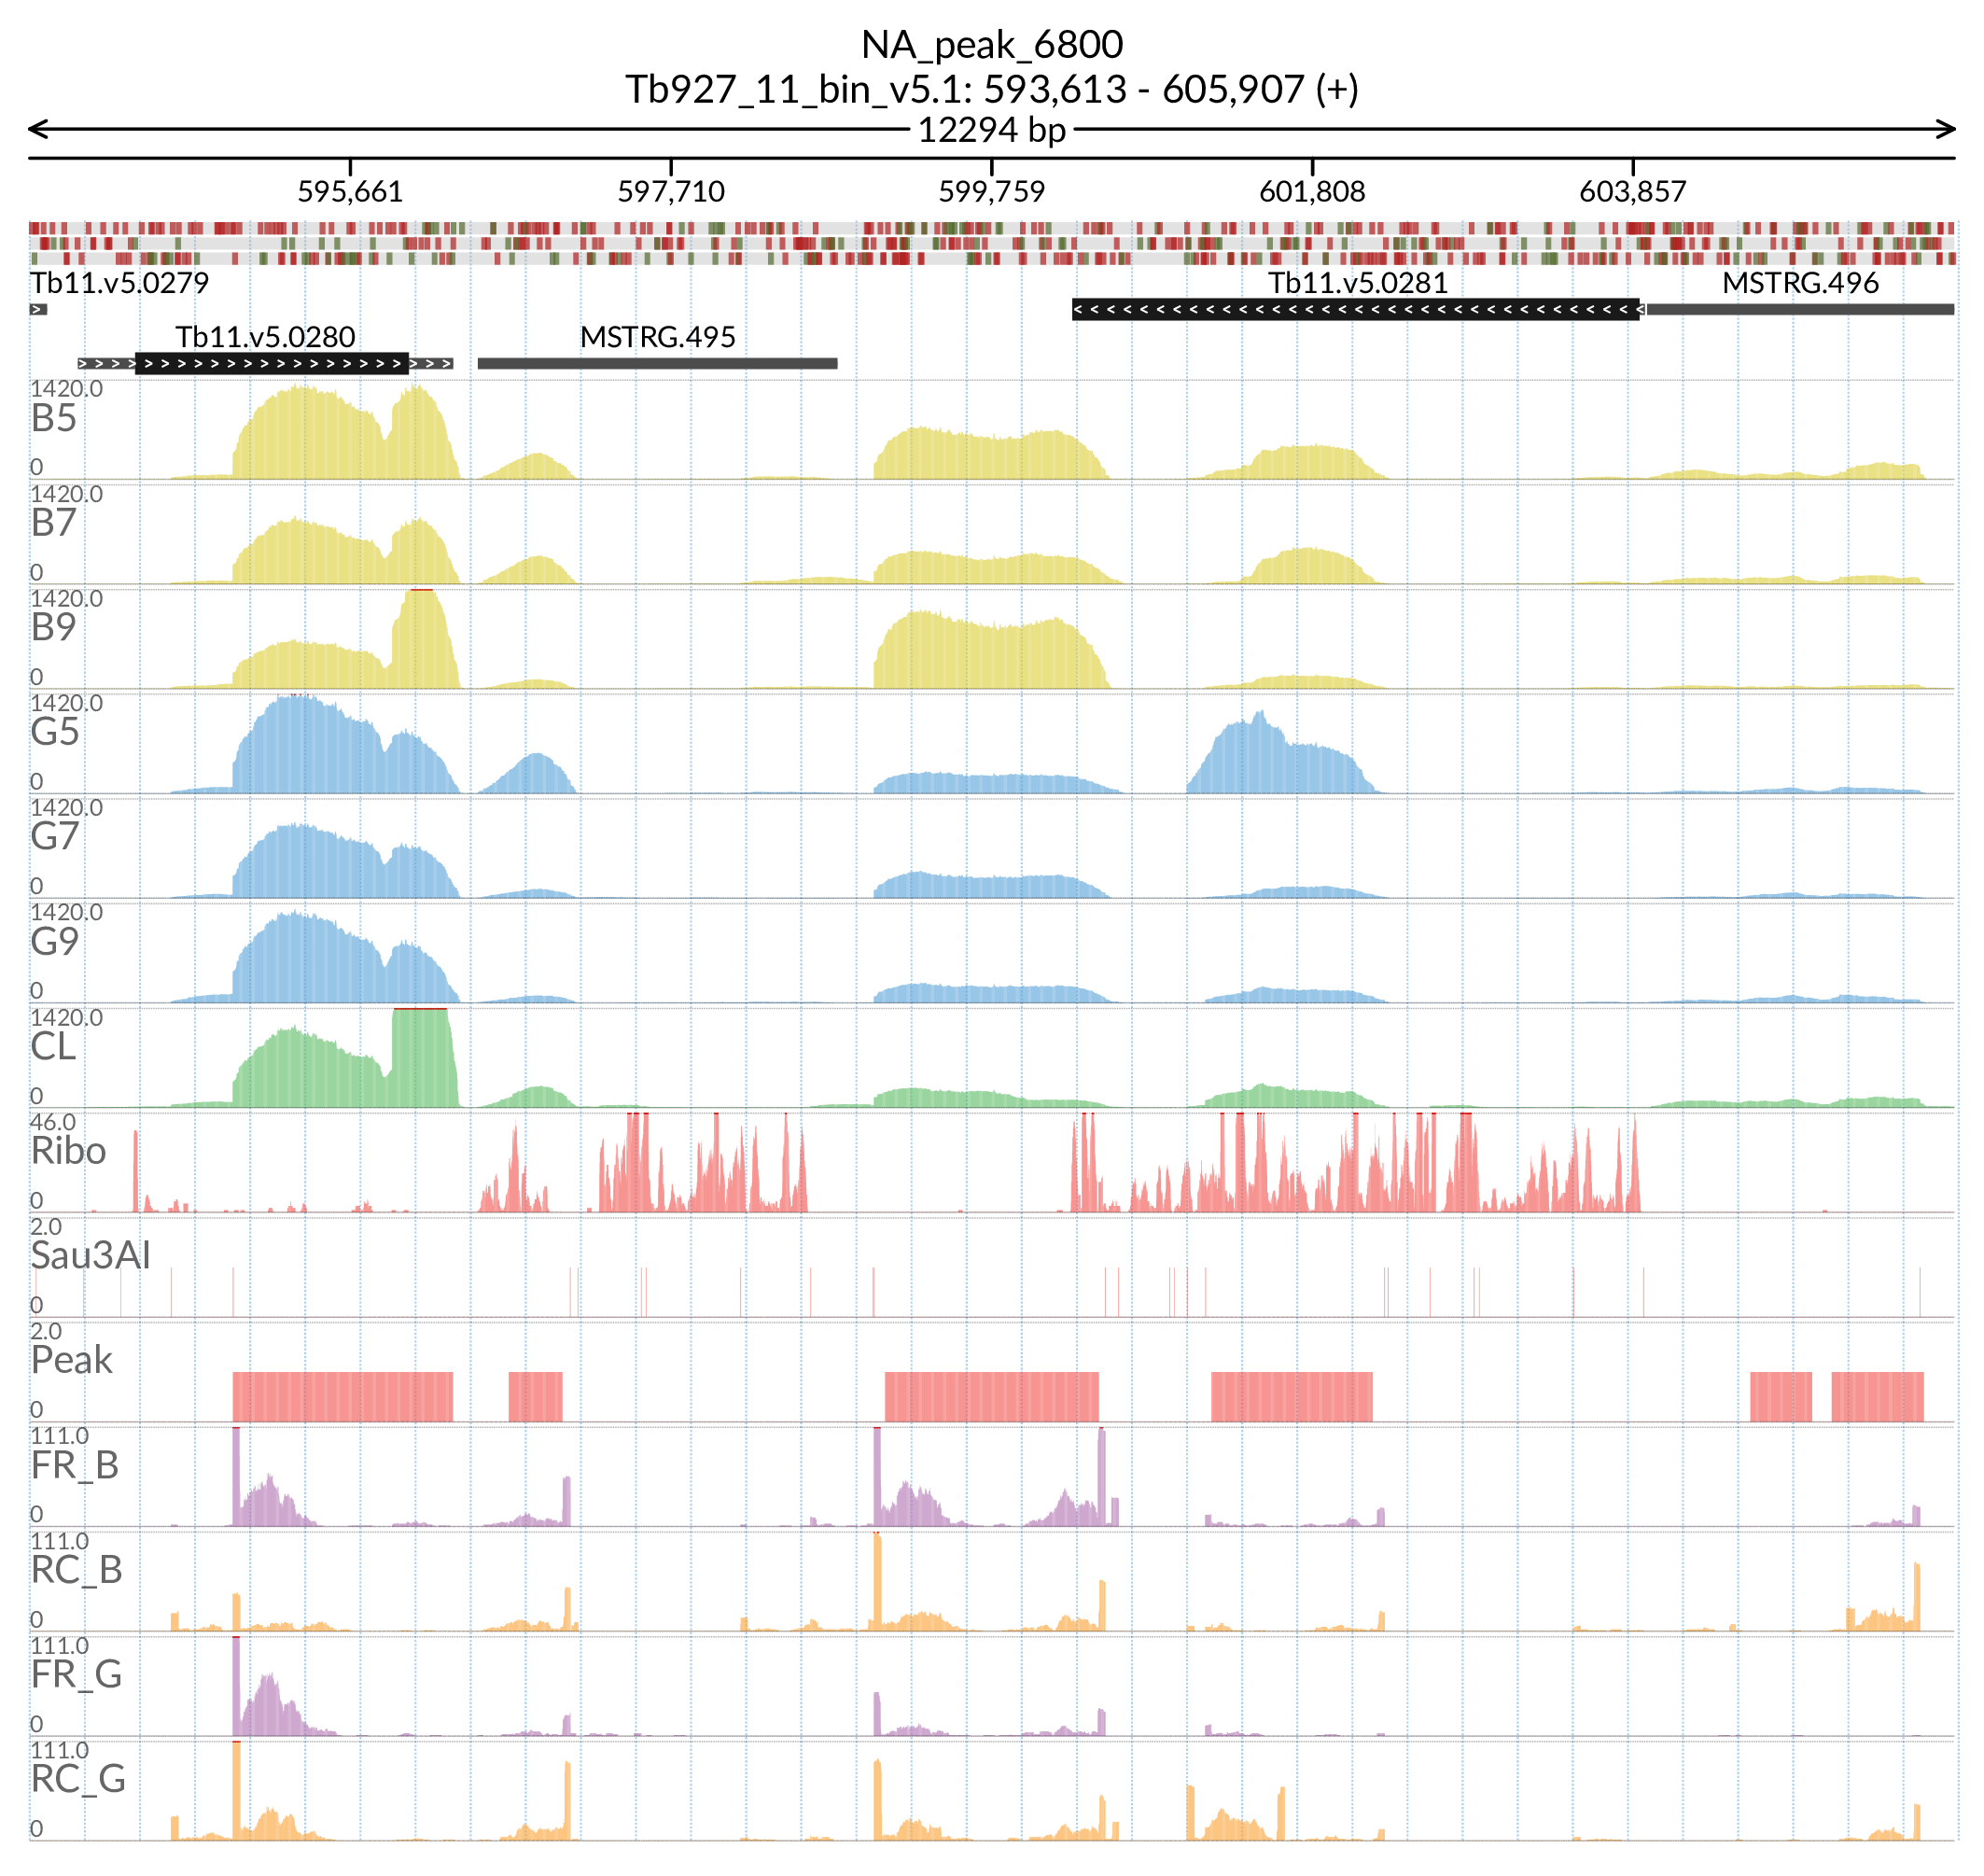 NA_peak_6800
Tb927_11_bin_v5.1: 593,613 - 605,907 (+)
12294 bp
595,661 597,710 599,759 601,808 603,857
Tb11.v5.0279 Tb11.v5.0281 MSTRG.496
Tb11.v5.0280 MSTRG.495
1420.0
B5
0
1420.0
B7
0
1420.0
B9
0
1420.0
G5
0
1420.0
G7
0
1420.0
G9
0
1420.0
CL
0
46.0
Ribo
0
2.0
Sau3AI
0
2.0
Peak
0
111.0
FR_B
0
111.0
RC_B
0
111.0
FR_G
0
111.0
RC_G
0